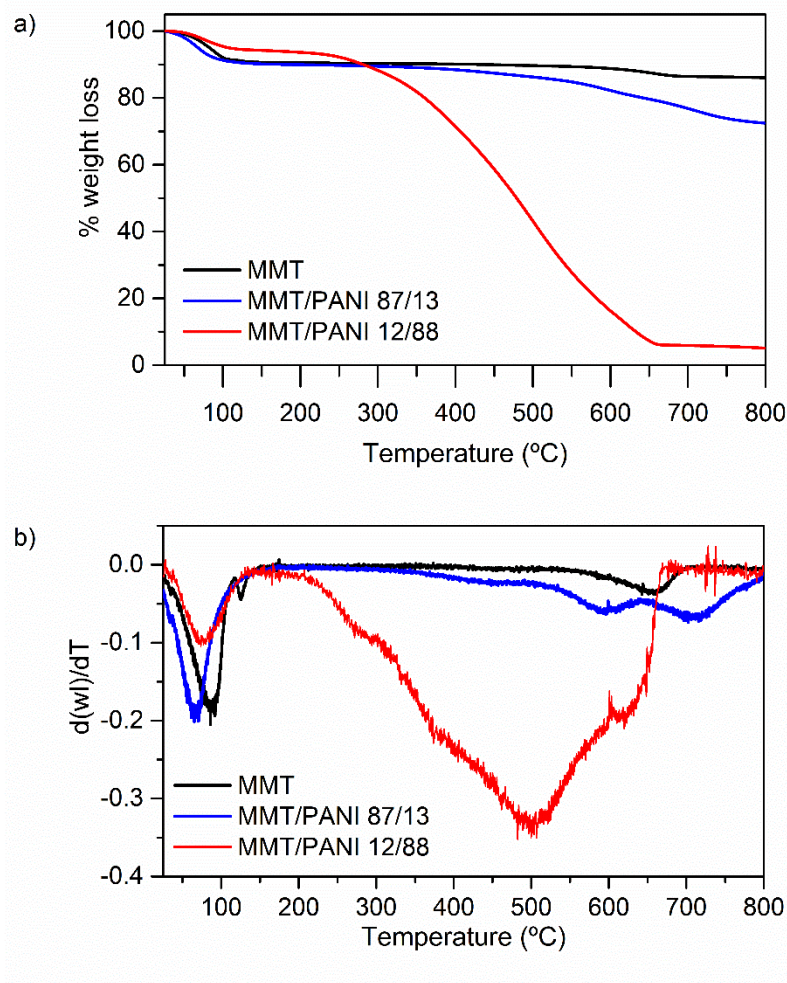 a)
% weight loss
100
80
60
40
20
0
MMT
MMT/PANI 87/13
MMT/PANI 12/88
100 200 300 400 500 600 700 800
Temperature (ºC)
b)
d(wl)/dT
0.0
-0.1
-0.2
-0.3
-0.4
MMT
MMT/PANI 87/13
MMT/PANI 12/88
100 200 300 400 500 600 700 800
Temperature (ºC)